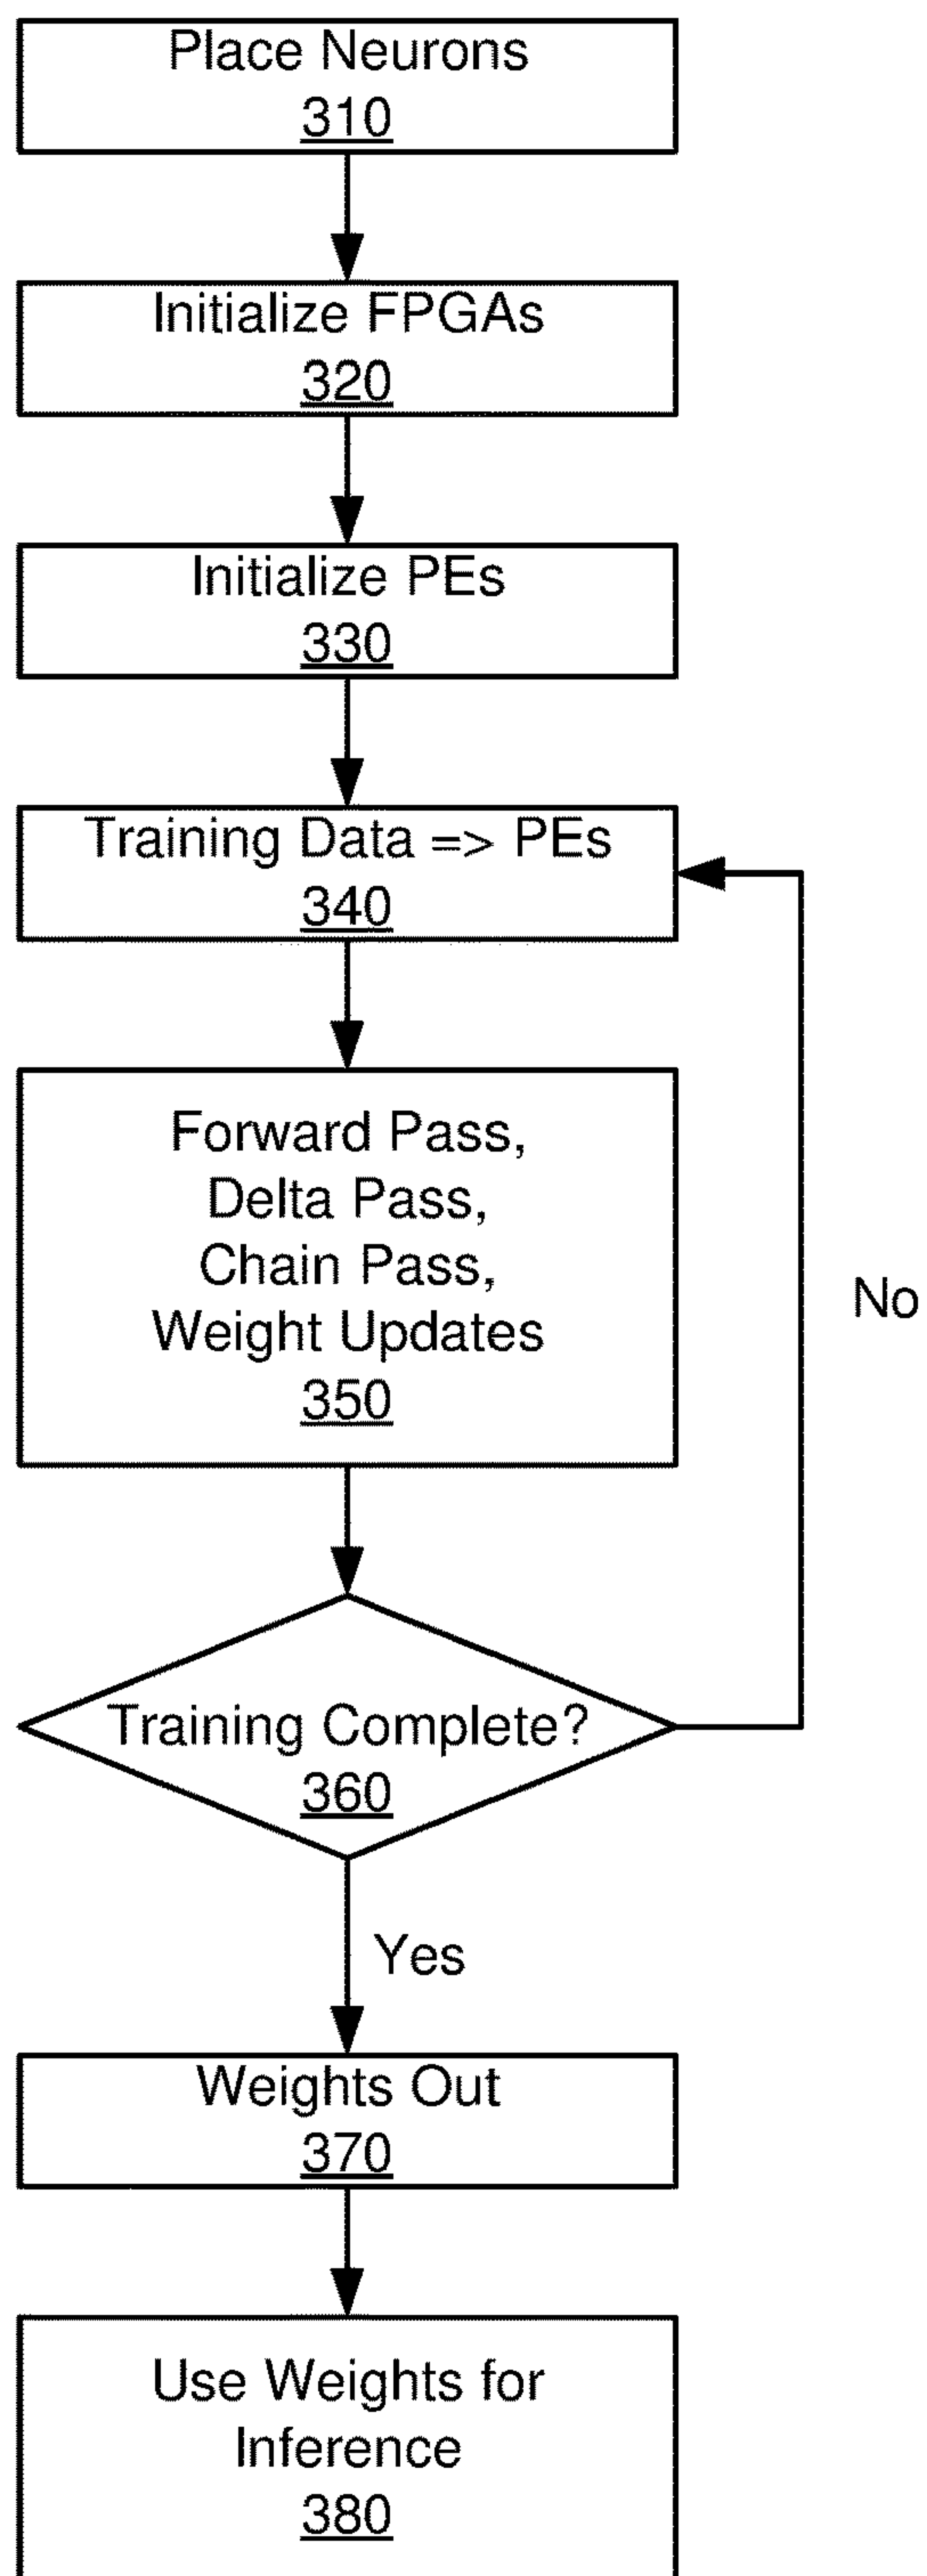 Place Neurons
310
Initialize FPGAs
320
Initialize PEs
330
Training Data => PEs
340
Forward Pass,
Delta Pass,
Chain Pass,
Weight Updates
350
No
Training Complete?
360
Yes
Weights Out
370
Use Weights for
Inference
380